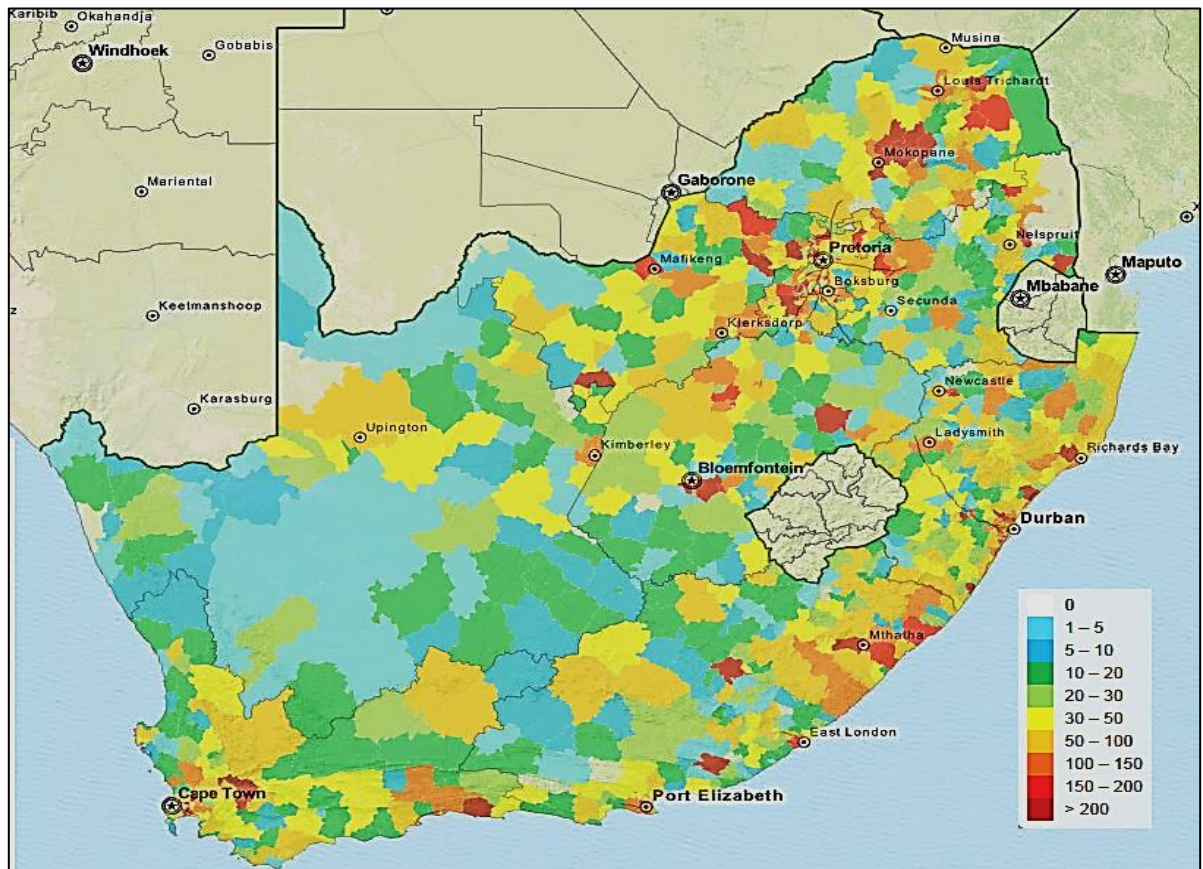 Karibib
Okahandja
Windhoek
Gobabis
Musina
Louis Trichardt
Mokopane
Mariental
Gaborone
X
Nelspruit
Pretoria
Mafikeng
Maputo
Boksburg
Mbabane
Keelmanshoop
Secunda
z
Klerksdorp
Newcastle
Karasburg
Upington
Ladysmith
Kimberley
Richards Bay
Bloemfontein
Durban
0
1 – 5
5 – 10
10 – 20
20 – 30
30 – 50
50 – 100
100 – 150
150 – 200
> 200
Mthatha
East London
Cape Town
Port Elizabeth